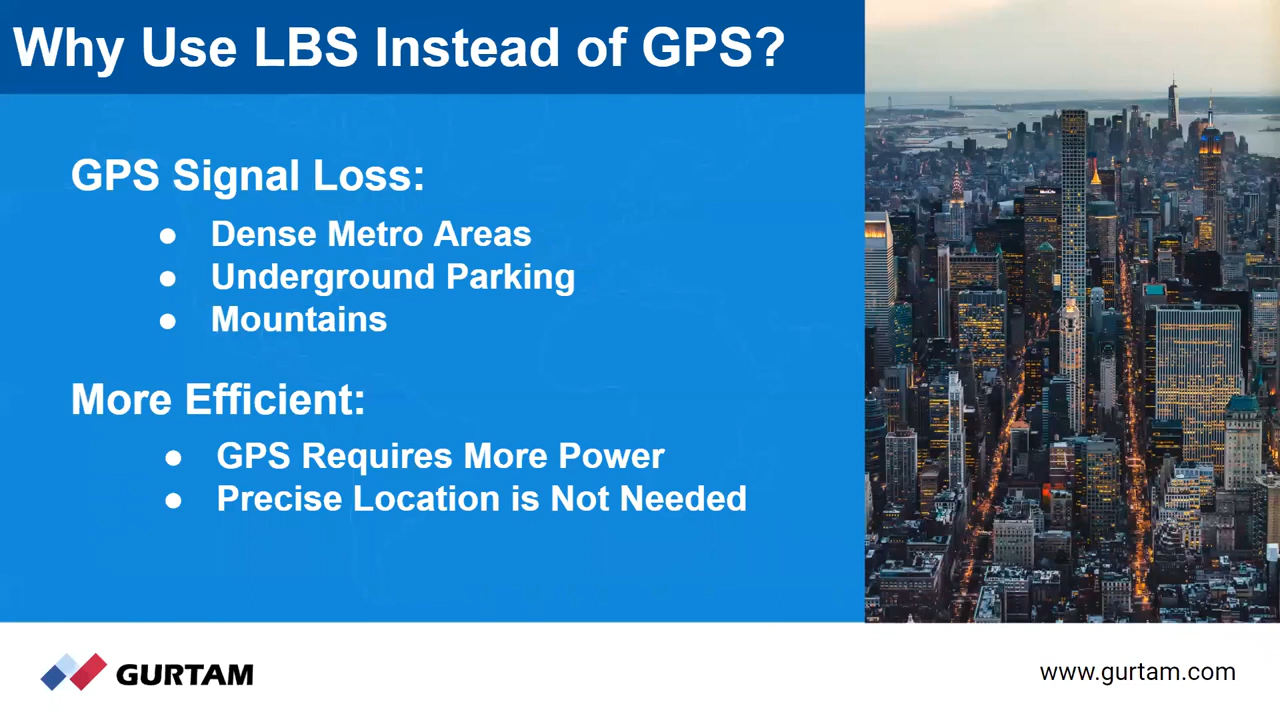 Why Use LBS Instead of GPS?
GPS Signal Loss:
● Dense Metro Areas
● Underground Parking
● Mountains
More Efficient:
● GPS Requires More Power
● Precise Location is Not Needed
GURTAM
www.gurtam.com